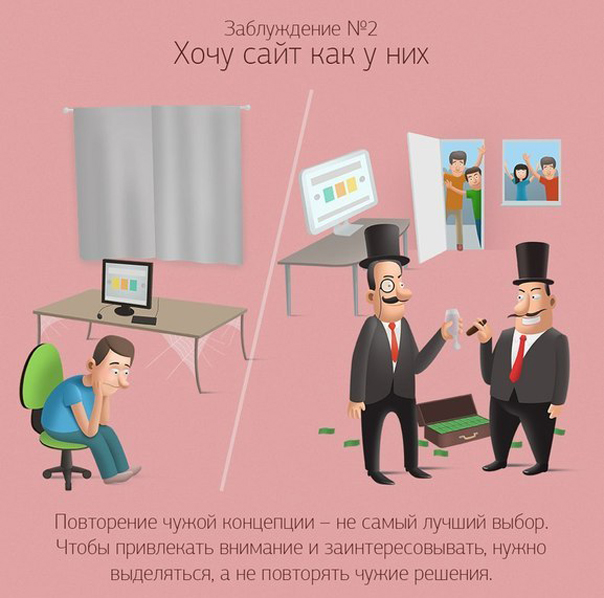 Заблуждение №2
Хочу сайт как у них
Повторение чужой концепции – не самый лучший выбор.
Чтобы привлекать внимание и заинтересовывать, нужно
выделяться, а не повторять чужие решения.